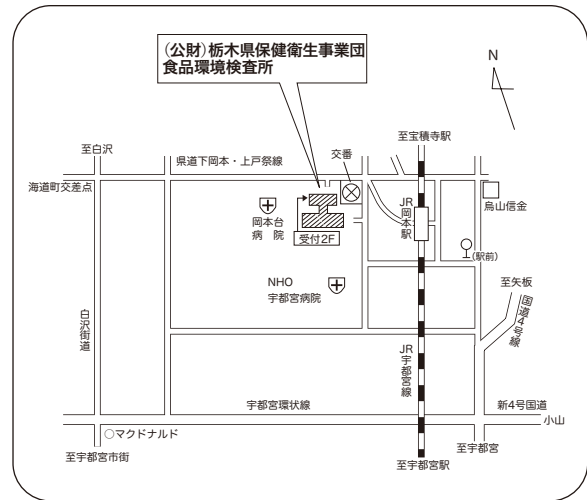 (公財)栃木県保健衛生事業団
食品環境検査所
N
至宝積寺駅
至白沢
県道下岡本・上戸祭線
交番
海道町交差点
岡本台
病 院
受付2F
JR岡本駅
烏山信金
(駅前)
NHO
宇都宮病院
至矢板
国道4号線
白沢街道
JR宇都宮線
宇都宮環状線
新4号国道
小山
○マクドナルド
至宇都宮市街
至宇都宮駅
至宇都宮